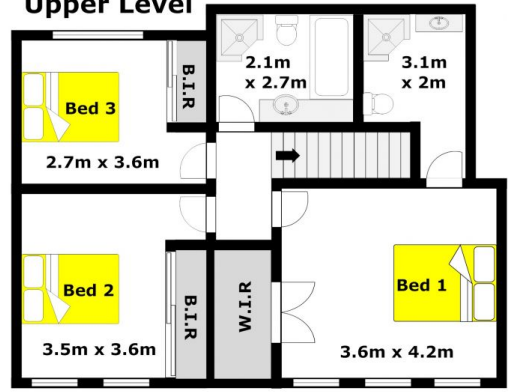 Upper Level
B.I.R
Bed 3
2.7m x 3.6m
2.1m
x 2.7m
3.1m
x 2m
Bed 2
B.I.R
3.5m x 3.6m
W.I.R
Bed 1
3.6m x 4.2m